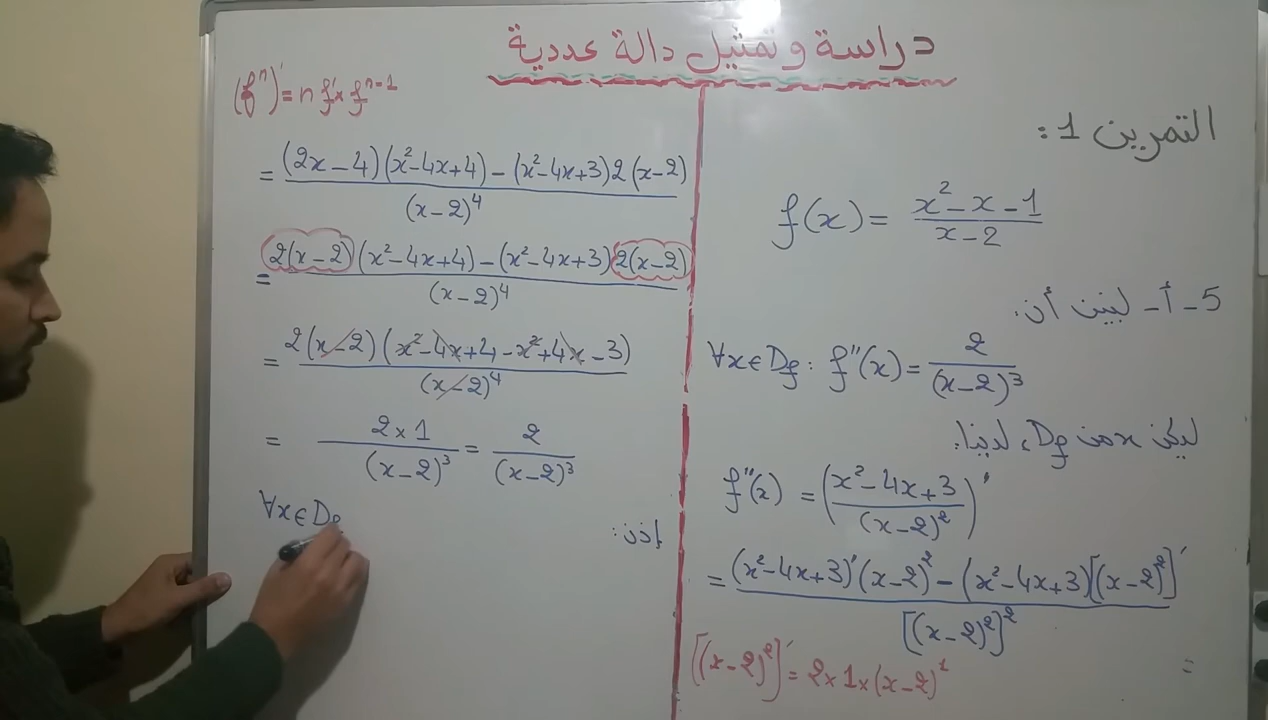 دراسة و تمثيل دالة عددية
التمرين 1 :
f(x) = (x² - x - 1)/(x - 2)
5 - أ - لنبين أن:
∀x∈Df : f''(x) = 2/(x-2)³
ليكن x من Df، لدينا:
f''(x) = ((x² - 4x + 3)/(x-2)²)'
= ((x² - 4x + 3)'(x-2)² - (x² - 4x + 3)[(x-2)²]')/[(x-2)²]²
[(x-2)²]' = 2×1×(x-2)¹
=
(fⁿ)' = n f'× fⁿ⁻¹
= ((2x - 4)(x² - 4x + 4) - (x² - 4x + 3)2(x-2))/(x-2)⁴
= (2(x-2)(x² - 4x + 4) - (x² - 4x + 3)2(x-2))/(x-2)⁴
= (2(x-2)(x² - 4x + 4 - x² + 4x - 3))/(x-2)⁴
= (2×1)/(x-2)³ = 2/(x-2)³
إذن:
∀x∈Df